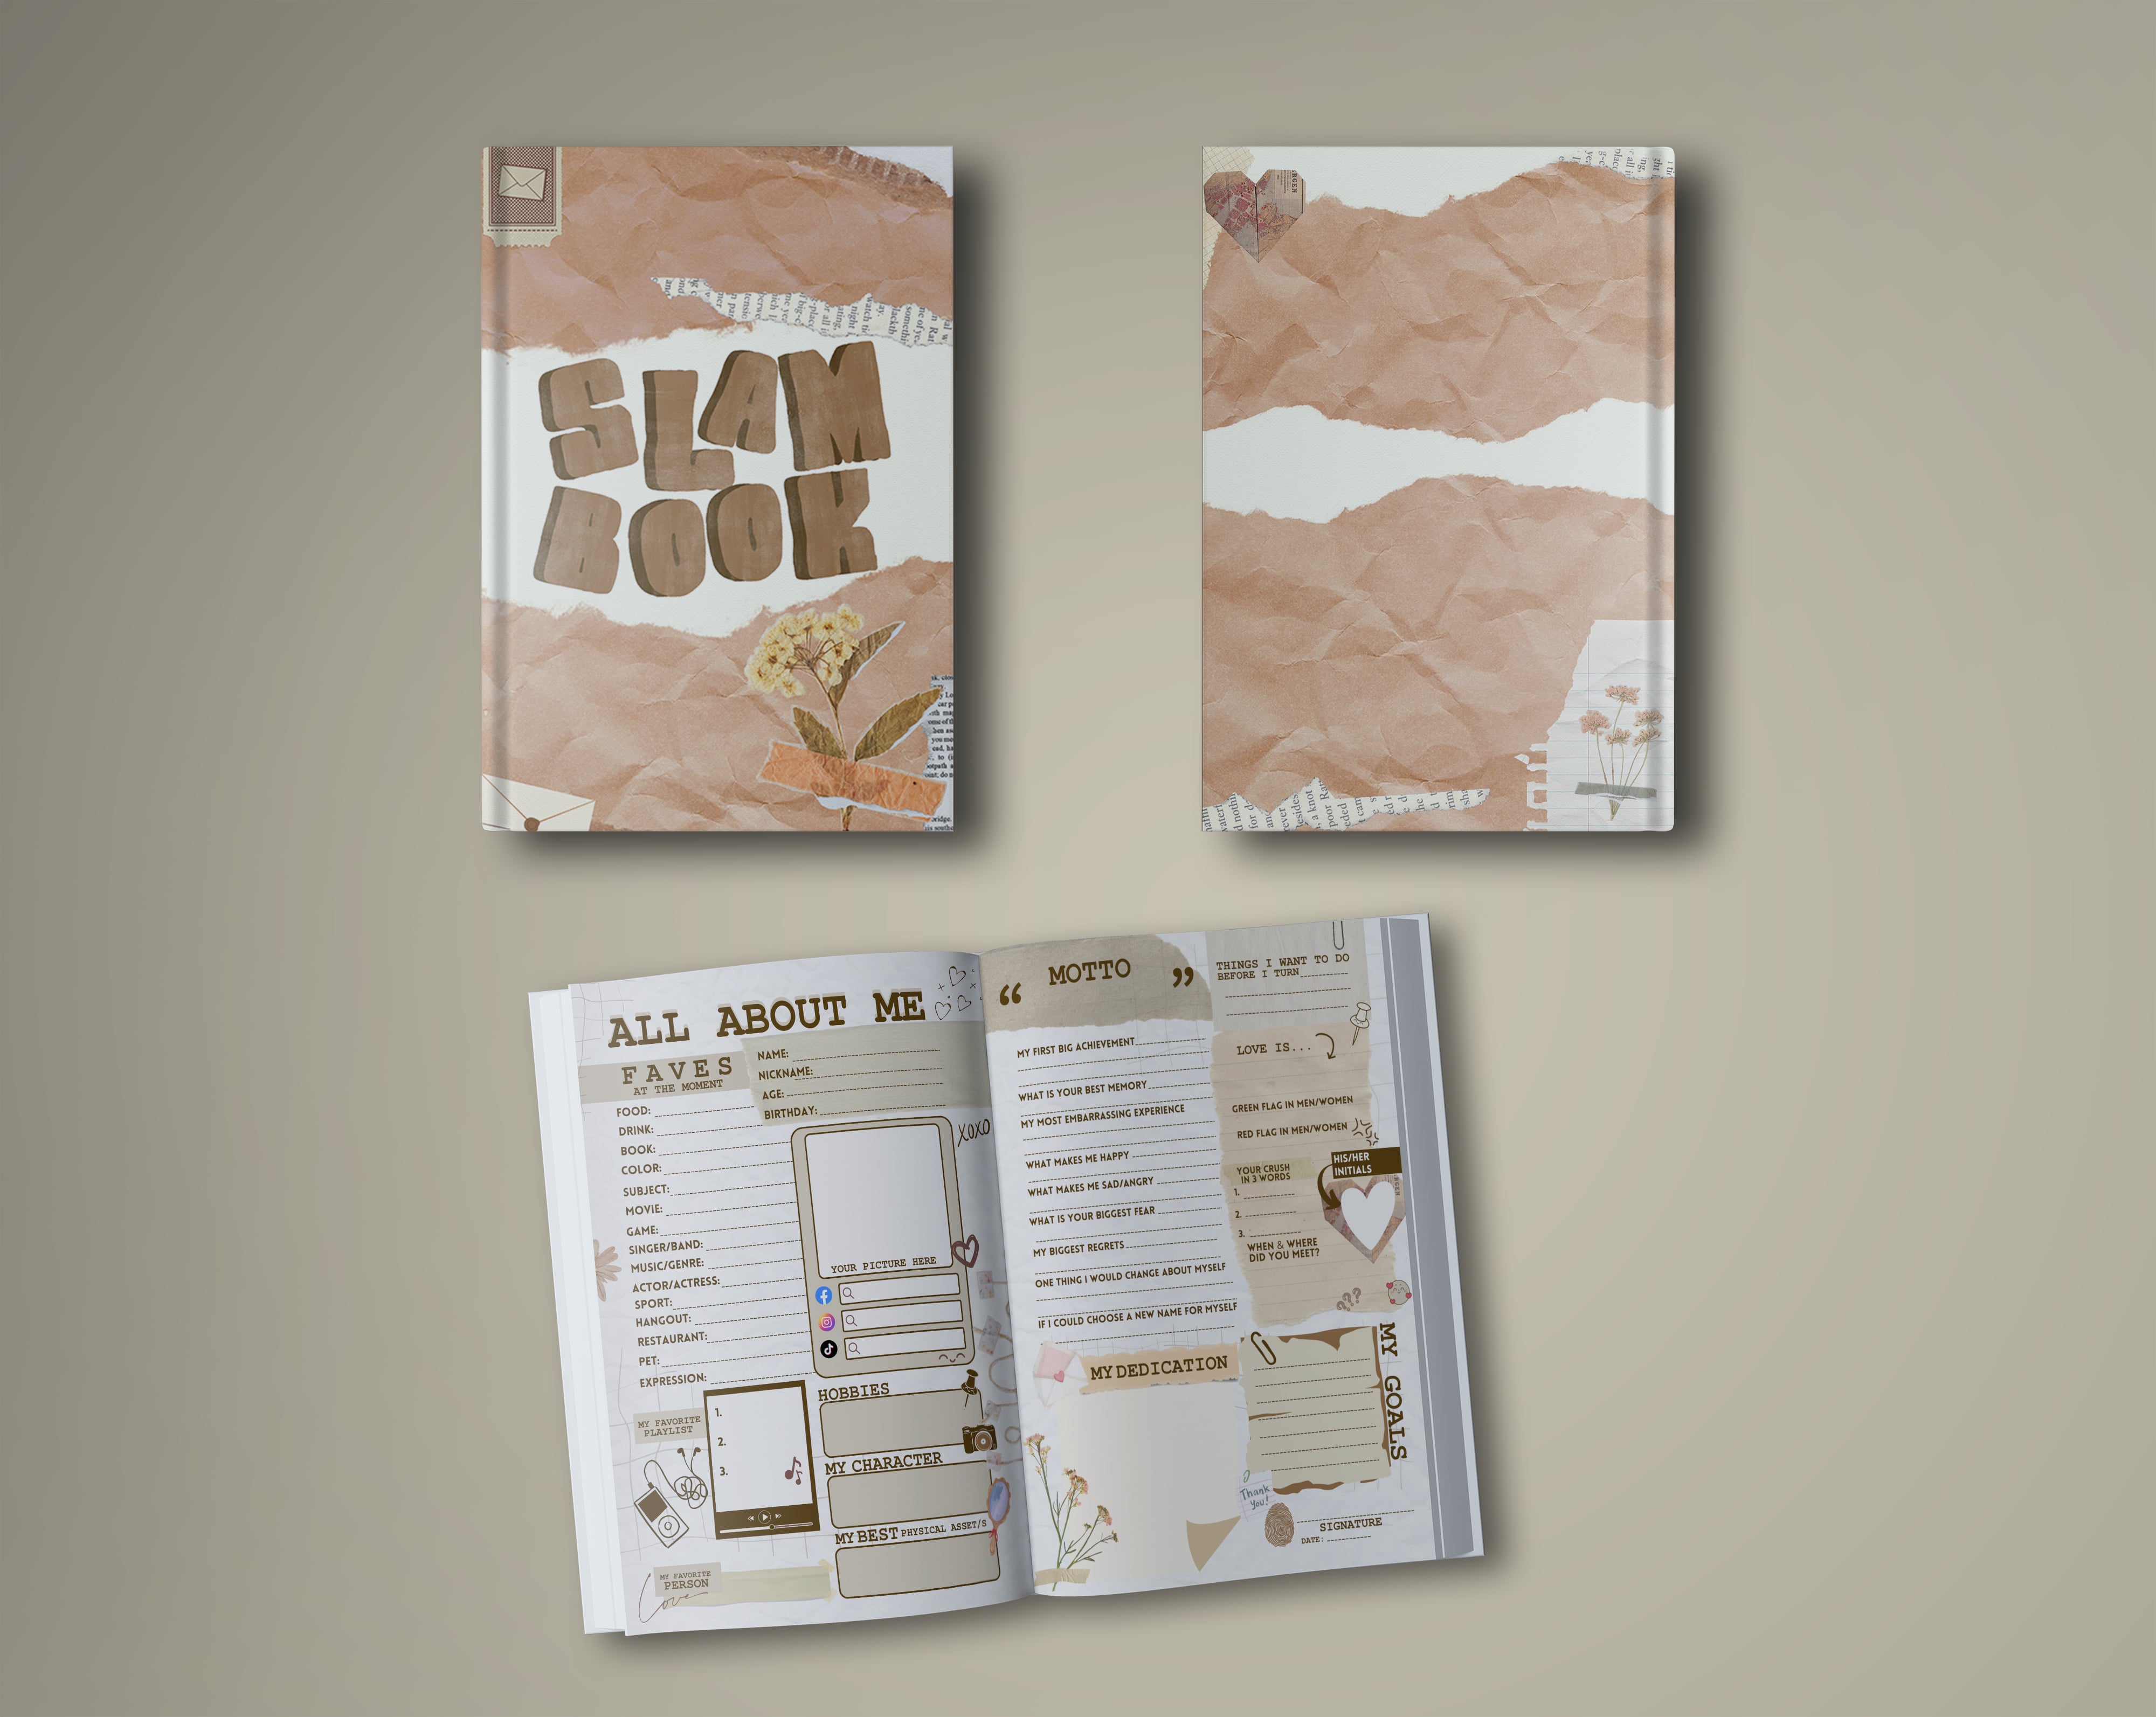 SLAM
BOOK
ALL ABOUT ME
FAVES
AT THE MOMENT
NAME:
NICKNAME:
AGE:
BIRTHDAY:
FOOD:
DRINK:
BOOK:
COLOR:
SUBJECT:
MOVIE:
GAME:
SINGER/BAND:
MUSIC/GENRE:
ACTOR/ACTRESS:
SPORT:
HANGOUT:
RESTAURANT:
PET:
EXPRESSION:
XOXO
YOUR PICTURE HERE
MY FAVORITE
PLAYLIST
1.
2.
3.
HOBBIES
MY CHARACTER
MY BEST PHYSICAL ASSET/S
MY FAVORITE
PERSON
Love
“ MOTTO ”
MY FIRST BIG ACHIEVEMENT
WHAT IS YOUR BEST MEMORY
MY MOST EMBARRASSING EXPERIENCE
WHAT MAKES ME HAPPY
WHAT MAKES ME SAD/ANGRY
WHAT IS YOUR BIGGEST FEAR
MY BIGGEST REGRETS
ONE THING I WOULD CHANGE ABOUT MYSELF
IF I COULD CHOOSE A NEW NAME FOR MYSELF
MY DEDICATION
THINGS I WANT TO DO
BEFORE I TURN
LOVE IS...
GREEN FLAG IN MEN/WOMEN
RED FLAG IN MEN/WOMEN
YOUR CRUSH
IN 3 WORDS
1.
2.
3.
HIS/HER
INITIALS
WHEN & WHERE
DID YOU MEET?
???
MY GOALS
Thank
You!
SIGNATURE
DATE: